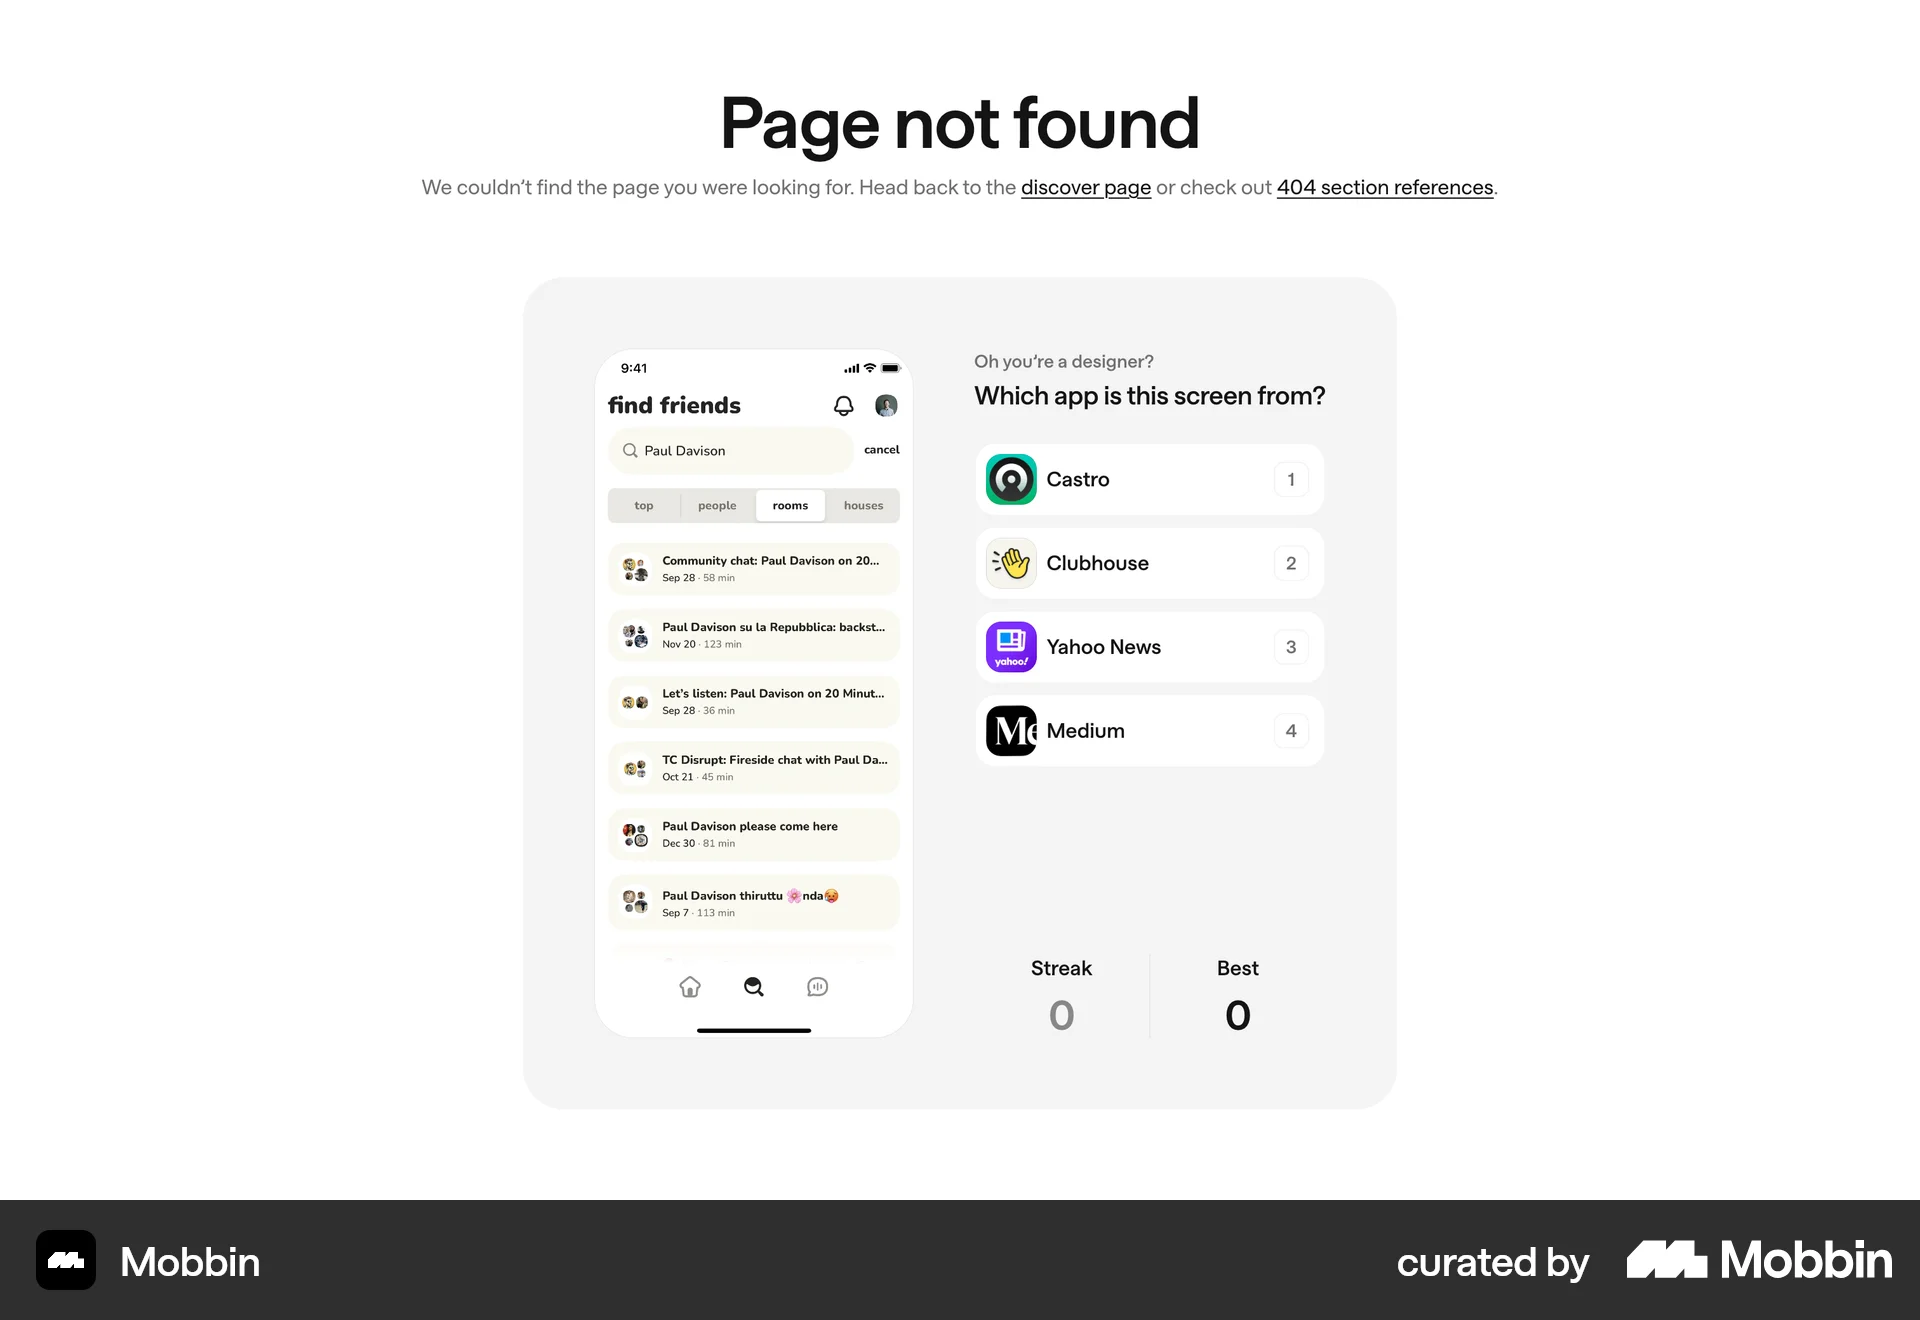 Page not found
We couldn’t find the page you were looking for. Head back to the discover page or check out 404 section references.
9:41
find friends
Paul Davison
cancel
top
people
rooms
houses
Community chat: Paul Davison on 20...
Sep 28 · 58 min
Paul Davison su la Repubblica: backst...
Nov 20 · 123 min
Let’s listen: Paul Davison on 20 Minut...
Sep 28 · 36 min
TC Disrupt: Fireside chat with Paul Da...
Oct 21 · 45 min
Paul Davison please come here
Dec 30 · 81 min
Paul Davison thiruttu 🌸nda🥵
Sep 7 · 113 min
Oh you’re a designer?
Which app is this screen from?
Castro
1
Clubhouse
2
yahoo!
Yahoo News
3
Me
Medium
4
Streak
0
Best
0
Mobbin
curated by
Mobbin